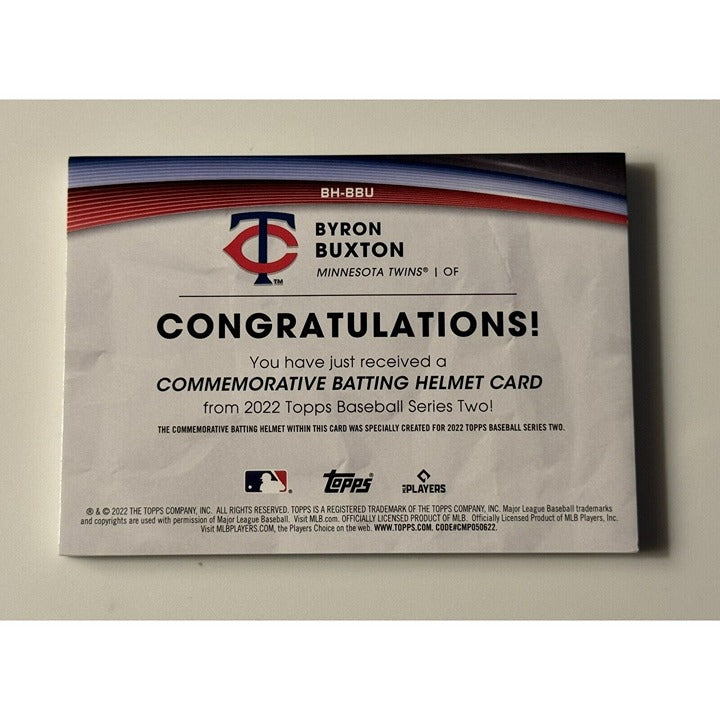 BH-BBU
TC
TM
BYRON
BUXTON
MINNESOTA TWINS® | OF
CONGRATULATIONS!
You have just received a
COMMEMORATIVE BATTING HELMET CARD
from 2022 Topps Baseball Series Two!
THE COMMEMORATIVE BATTING HELMET WITHIN THIS CARD WAS SPECIALLY CREATED FOR 2022 TOPPS BASEBALL SERIES TWO.
Topps®
MLB PLAYERS
® & © 2022 THE TOPPS COMPANY, INC. ALL RIGHTS RESERVED. TOPPS IS A REGISTERED TRADEMARK OF THE TOPPS COMPANY, INC. Major League Baseball trademarks
and copyrights are used with permission of Major League Baseball. Visit MLB.com. OFFICIALLY LICENSED PRODUCT OF MLB. Officially Licensed Product of MLB Players, Inc.
Visit MLBPLAYERS.com, the Players Choice on the web. WWW.TOPPS.COM. CODE#CMP050622.